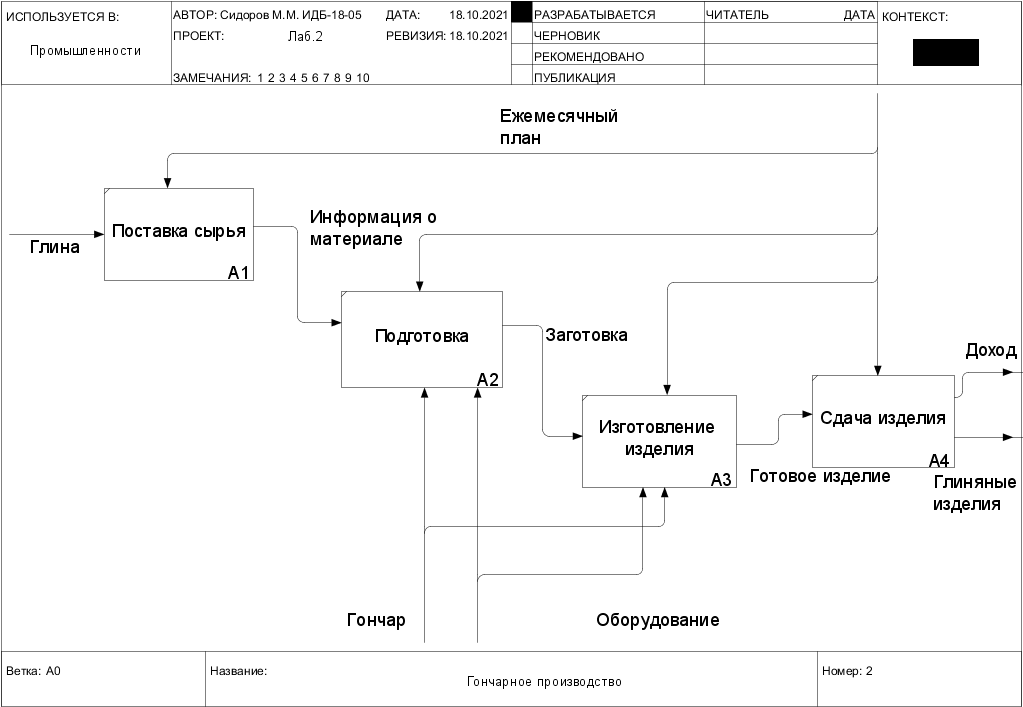 ИСПОЛЬЗУЕТСЯ В:
Промышленности
АВТОР: Сидоров М.М. ИДБ-18-05
ДАТА: 18.10.2021
ПРОЕКТ: Лаб.2
РЕВИЗИЯ: 18.10.2021
ЗАМЕЧАНИЯ: 1 2 3 4 5 6 7 8 9 10
РАЗРАБАТЫВАЕТСЯ
ЧЕРНОВИК
РЕКОМЕНДОВАНО
ПУБЛИКАЦИЯ
ЧИТАТЕЛЬ ДАТА
КОНТЕКСТ:
Ежемесячный
план
Глина
Поставка сырья
A1
Информация о
материале
Подготовка
A2
Заготовка
Изготовление
изделия
A3
Готовое изделие
Сдача изделия
A4
Доход
Глиняные
изделия
Гончар
Оборудование
Ветка: A0
Название:
Гончарное производство
Номер: 2